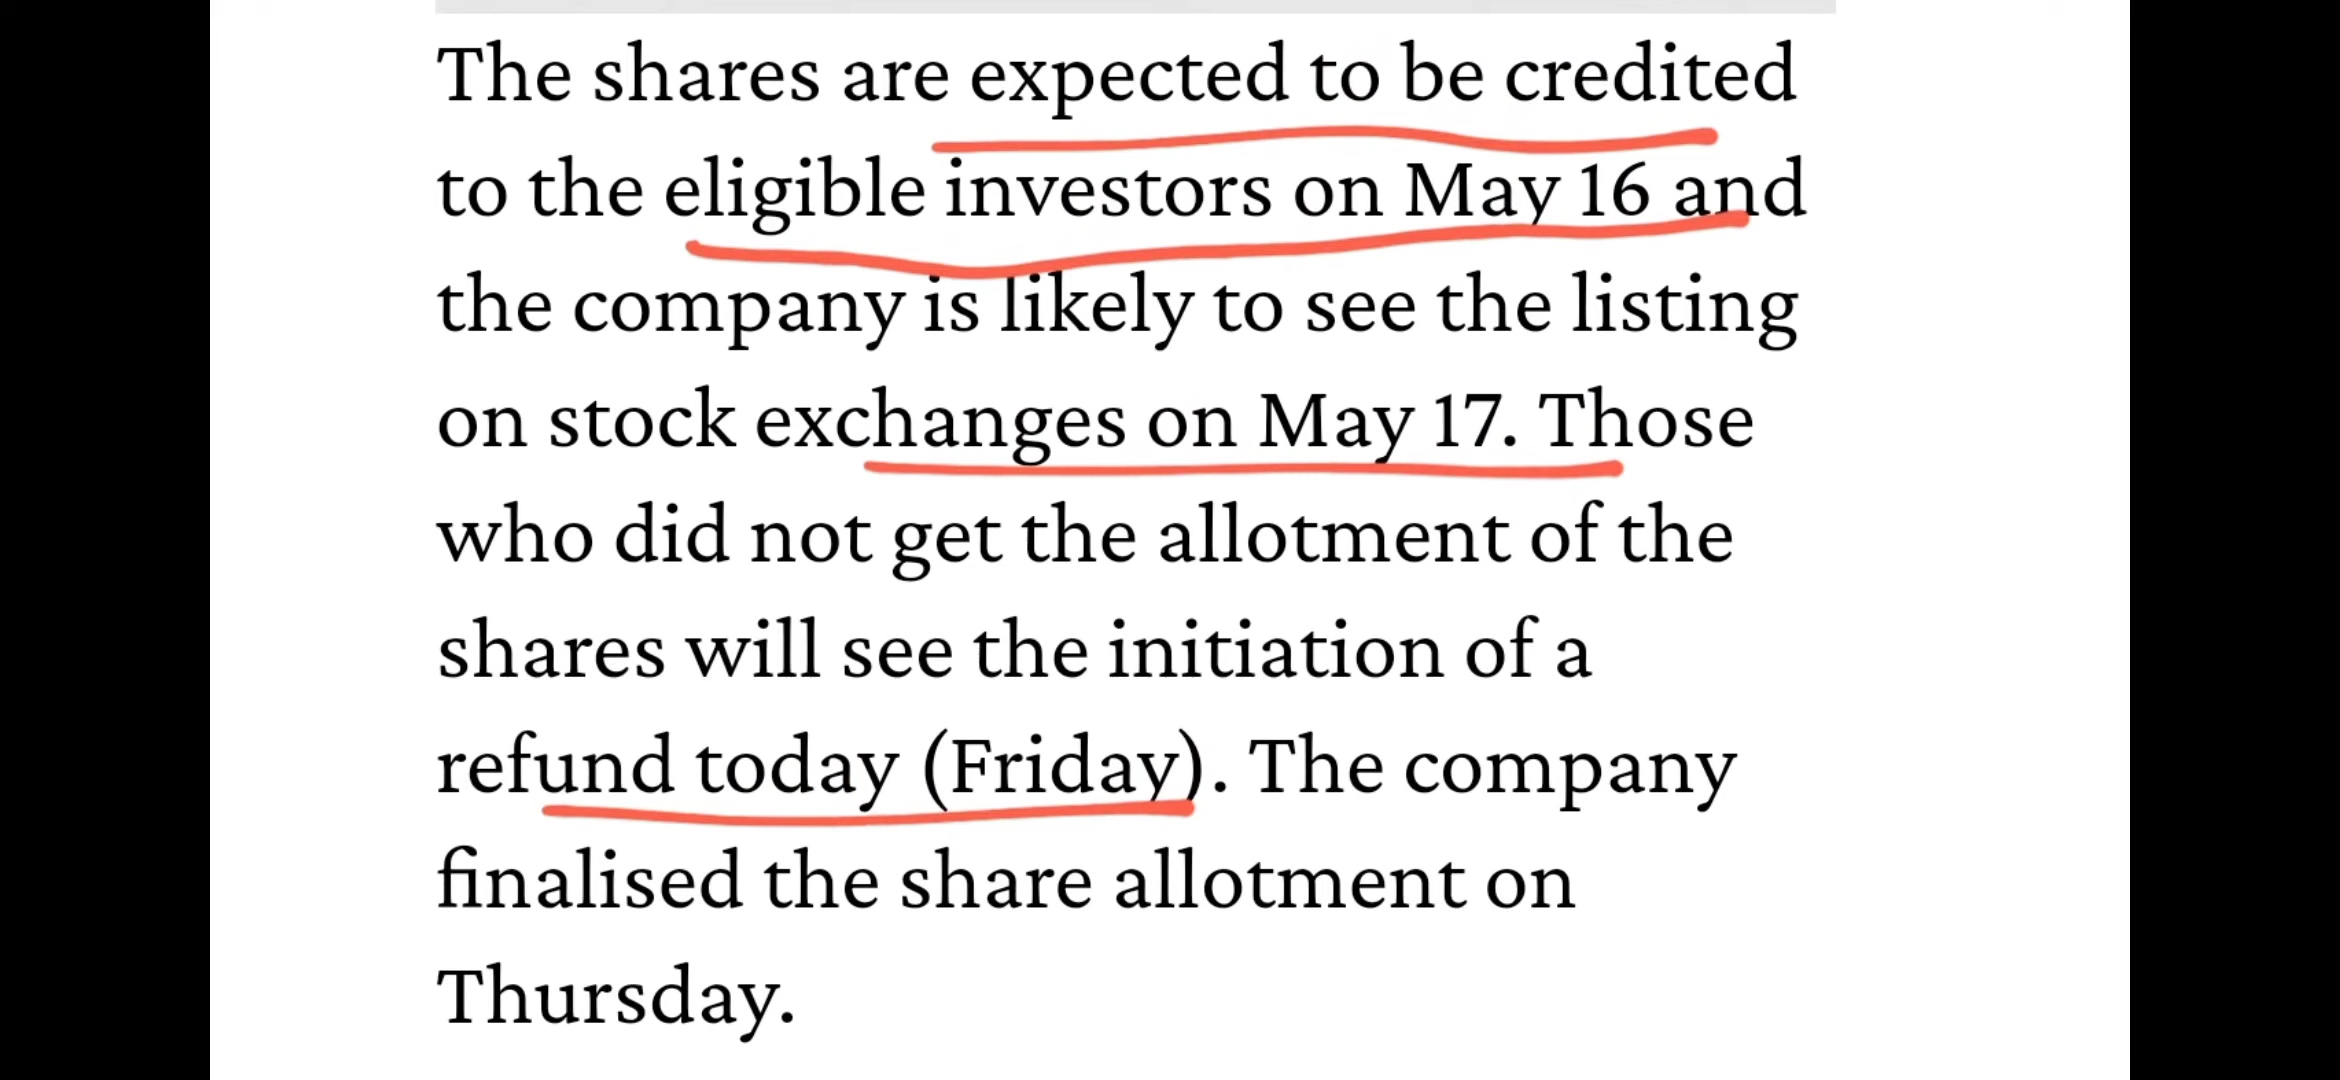 The shares are expected to be credited
to the eligible investors on May 16 and
the company is likely to see the listing
on stock exchanges on May 17. Those
who did not get the allotment of the
shares will see the initiation of a
refund today (Friday). The company
finalised the share allotment on
Thursday.